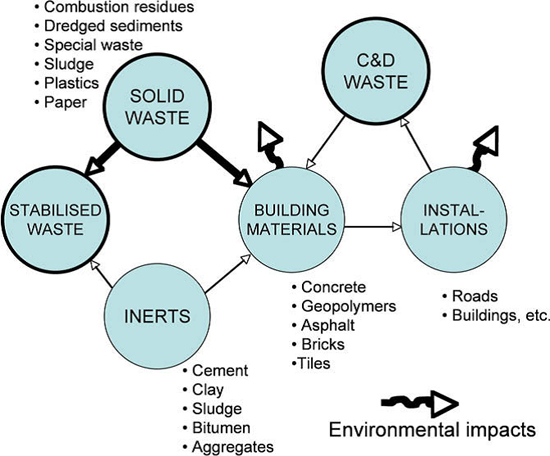 • Combustion residues
• Dredged sediments
• Special waste
• Sludge
• Plastics
• Paper
SOLID
WASTE
C&D
WASTE
STABILISED
WASTE
BUILDING
MATERIALS
INSTAL-
LATIONS
INERTS
• Concrete
• Geopolymers
• Asphalt
• Bricks
•Tiles
• Roads
• Buildings, etc.
• Cement
• Clay
• Sludge
• Bitumen
• Aggregates
Environmental impacts